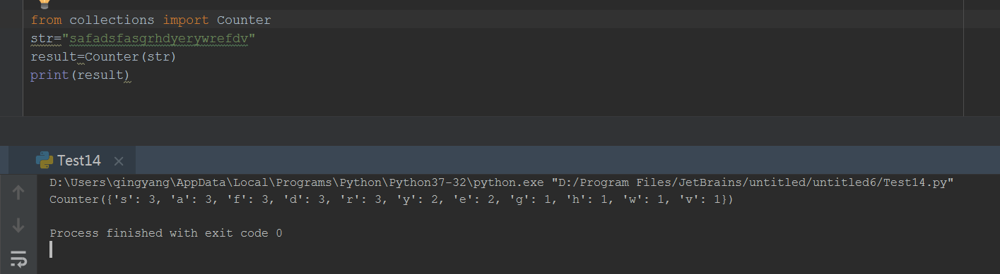 from collections import Counter
str="safadsfasgrhdyerywrefdv"
result=Counter(str)
print(result)
Test14
D:\Users\qingyang\AppData\Local\Programs\Python\Python37-32\python.exe "D:/Program Files/JetBrains/untitled/untitled6/Test14.py"
Counter({'s': 3, 'a': 3, 'f': 3, 'd': 3, 'r': 3, 'y': 2, 'e': 2, 'g': 1, 'h': 1, 'w': 1, 'v': 1})
Process finished with exit code 0